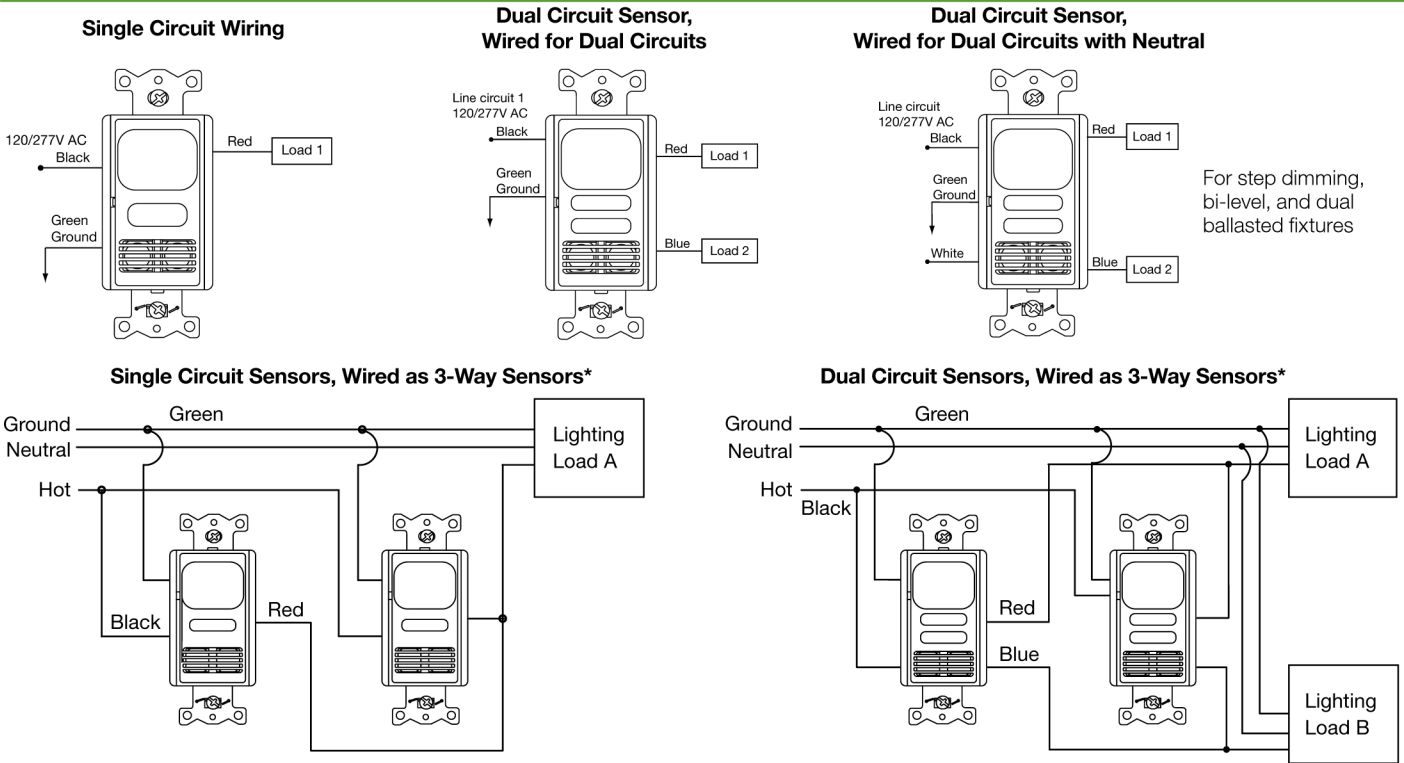 Single Circuit Wiring
120/277V AC
Black
Green
Ground
Red
Load 1
Dual Circuit Sensor,
Wired for Dual Circuits
Line circuit 1
120/277V AC
Black
Green
Ground
Red
Load 1
Blue
Load 2
Dual Circuit Sensor,
Wired for Dual Circuits with Neutral
Line circuit
120/277V AC
Black
Green
Ground
White
Red
Load 1
Blue
Load 2
For step dimming,
bi-level, and dual
ballasted fixtures
Single Circuit Sensors, Wired as 3-Way Sensors*
Ground
Neutral
Hot
Green
Black
Red
Lighting
Load A
Dual Circuit Sensors, Wired as 3-Way Sensors*
Ground
Neutral
Hot
Black
Green
Red
Blue
Lighting
Load A
Lighting
Load B